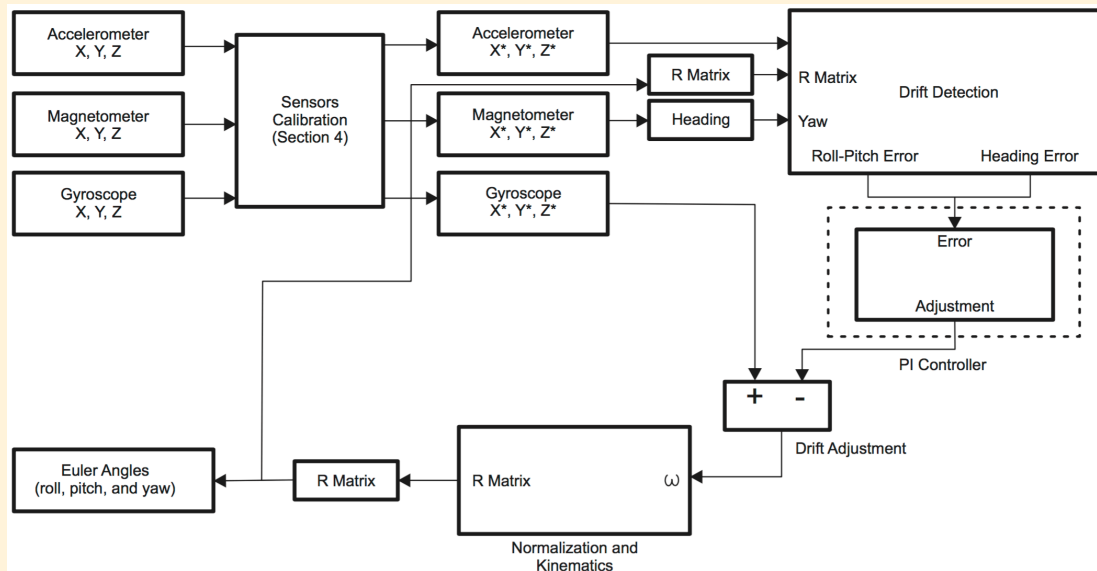 Accelerometer
X, Y, Z
Magnetometer
X, Y, Z
Gyroscope
X, Y, Z
Sensors
Calibration
(Section 4)
Accelerometer
X*, Y*, Z*
Magnetometer
X*, Y*, Z*
Gyroscope
X*, Y*, Z*
R Matrix
Heading
R Matrix
Yaw
Drift Detection
Roll-Pitch Error
Heading Error
Error
Adjustment
PI Controller
+ -
Drift Adjustment
Euler Angles
(roll, pitch, and yaw)
R Matrix
R Matrix
ω
Normalization and
Kinematics